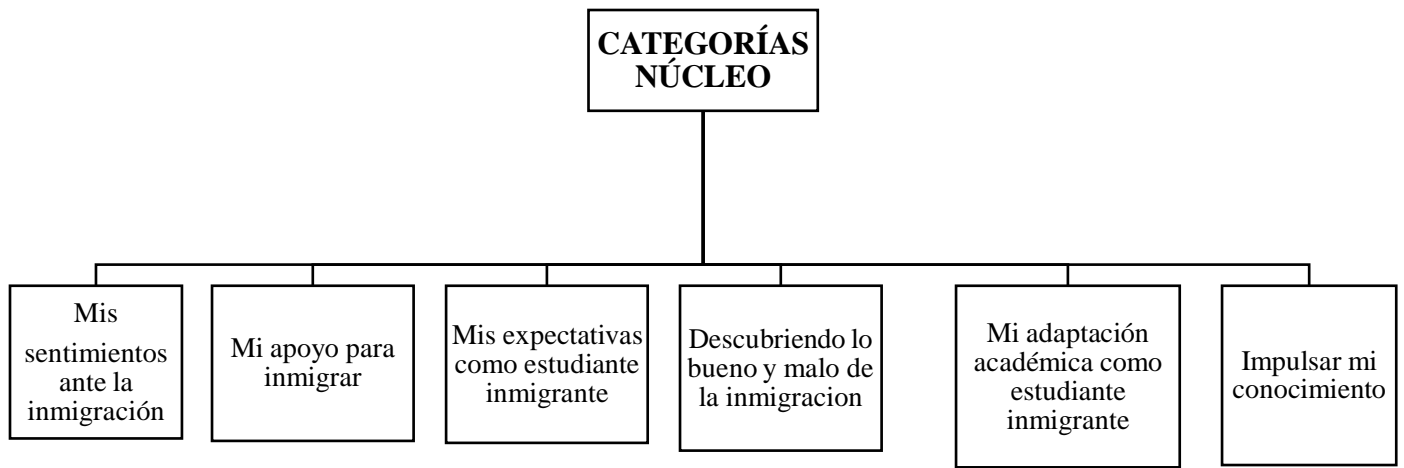 CATEGORÍAS
NÚCLEO
Mis
sentimientos
ante la
inmigración
Mi apoyo para
inmigrar
Mis expectativas
como estudiante
inmigrante
Descubriendo lo
bueno y malo de
la inmigracion
Mi adaptación
académica como
estudiante
inmigrante
Impulsar mi
conocimiento